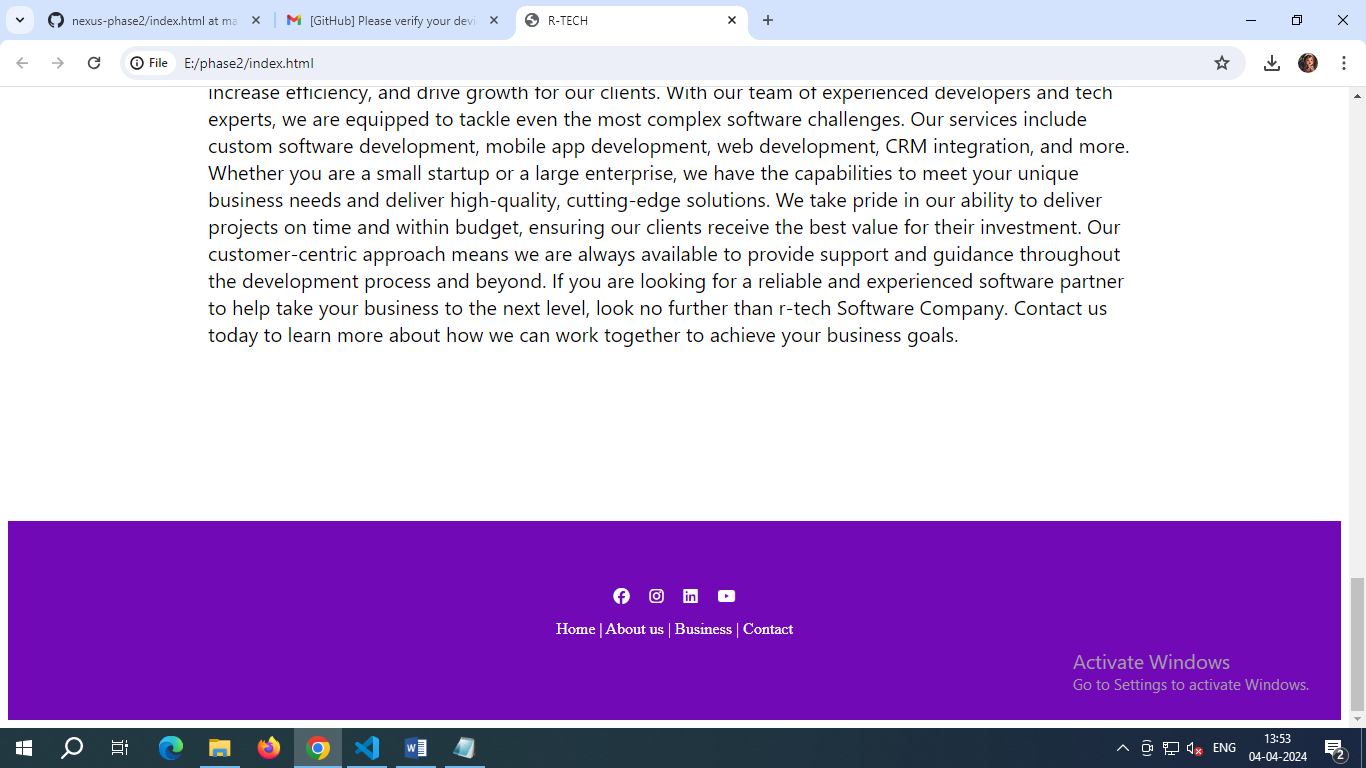 nexus-phase2/index.html at ma
[GitHub] Please verify your devi
R-TECH
File
E:/phase2/index.html
increase efficiency, and drive growth for our clients. With our team of experienced developers and tech
experts, we are equipped to tackle even the most complex software challenges. Our services include
custom software development, mobile app development, web development, CRM integration, and more.
Whether you are a small startup or a large enterprise, we have the capabilities to meet your unique
business needs and deliver high-quality, cutting-edge solutions. We take pride in our ability to deliver
projects on time and within budget, ensuring our clients receive the best value for their investment. Our
customer-centric approach means we are always available to provide support and guidance throughout
the development process and beyond. If you are looking for a reliable and experienced software partner
to help take your business to the next level, look no further than r-tech Software Company. Contact us
today to learn more about how we can work together to achieve your business goals.
Home | About us | Business | Contact
Activate Windows
Go to Settings to activate Windows.
ENG
13:53
04-04-2024
2